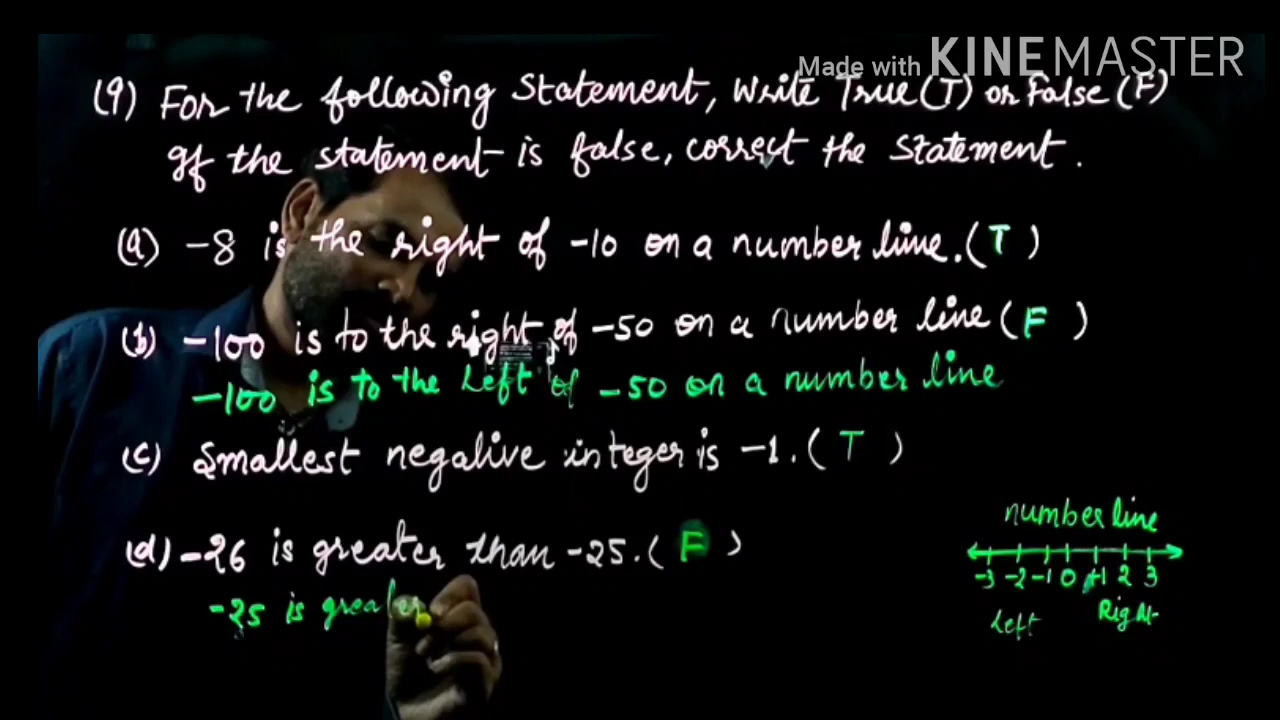 Made with KINEMASTER
(9) For the following Statement, Write True (T) or False (F)
If the statement is false, correct the statement.
(a) -8 is the right of -10 on a number line. (T)
(b) -100 is to the right of -50 on a number line (F)
-100 is to the Left of -50 on a number line
(c) Smallest negative integer is -1. (T)
(d) -26 is greater than -25. (F)
-25 is greater
number line
-3 -2 -1 0 +1 2 3
Left Right